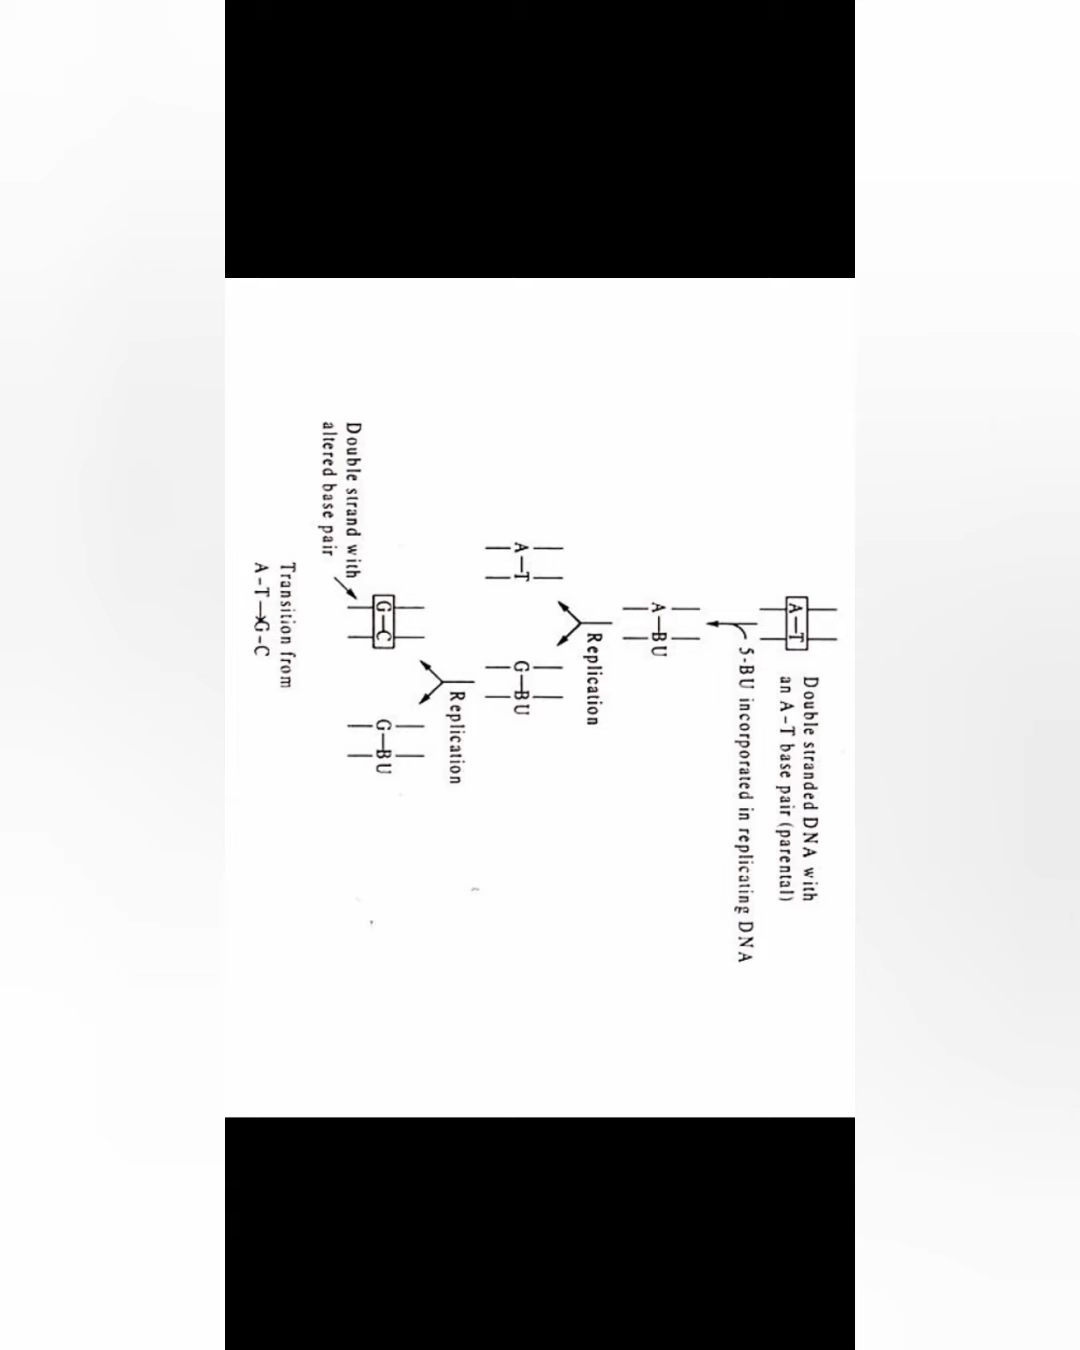 A—T
Double stranded DNA with
an A-T base pair (parental)
5-BU incorporated in replicating DNA
A—BU
Replication
A—T
G—BU
Replication
G—C
G—BU
Double strand with
altered base pair
Transition from
A-T→G-C